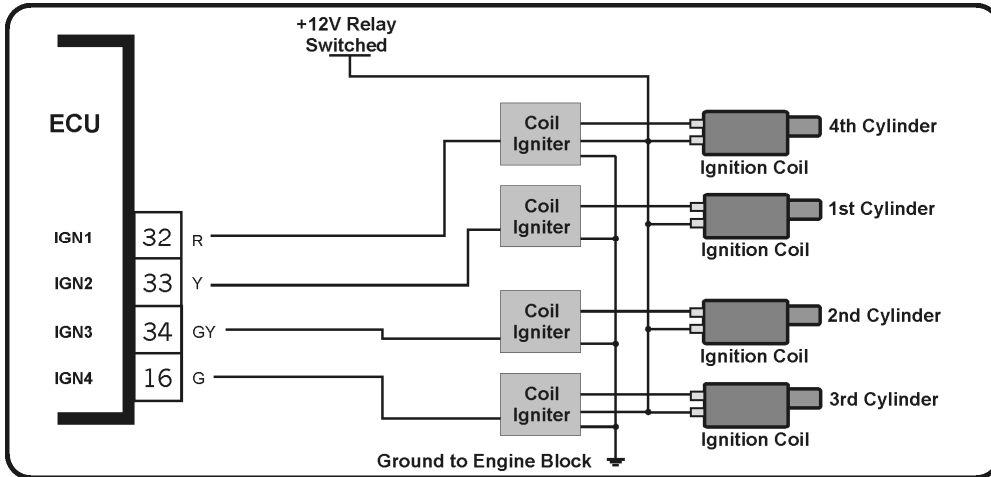 +12V Relay
Switched
ECU
Coil
Igniter
4th Cylinder
Ignition Coil
Coil
Igniter
1st Cylinder
Ignition Coil
IGN1 32 R
IGN2 33 Y
IGN3 34 GY
IGN4 16 G
Coil
Igniter
2nd Cylinder
Ignition Coil
Coil
Igniter
3rd Cylinder
Ignition Coil
Ground to Engine Block